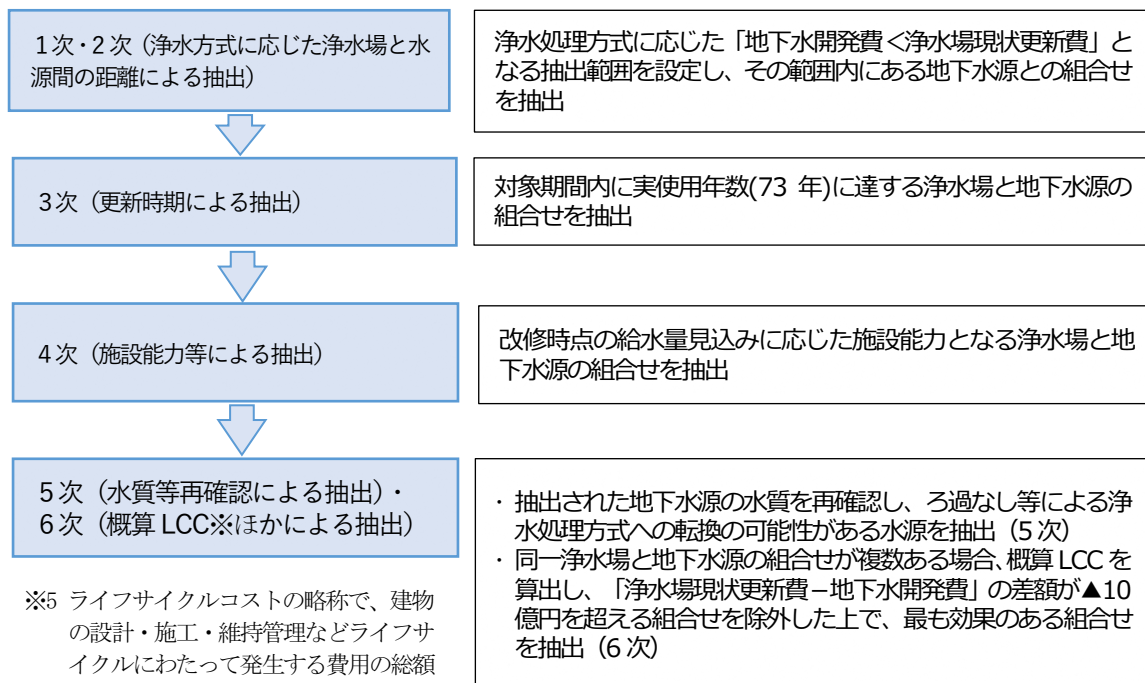 1次・2次（浄水方式に応じた浄水場と水
源間の距離による抽出）
浄水処理方式に応じた「地下水開発費＜浄水場現状更新費」と
なる抽出範囲を設定し、その範囲内にある地下水源との組合せ
を抽出
3次（更新時期による抽出）
対象期間内に実使用年数(73 年)に達する浄水場と地下水源の
組合せを抽出
4次（施設能力等による抽出）
改修時点の給水量見込みに応じた施設能力となる浄水場と地
下水源の組合せを抽出
5次（水質等再確認による抽出）・
6次（概算 LCC※ほかによる抽出）
・ 抽出された地下水源の水質を再確認し、ろ過なし等による浄
水処理方式への転換の可能性がある水源を抽出（5次）
・ 同一浄水場と地下水源の組合せが複数ある場合、概算 LCC を
算出し、「浄水場現状更新費－地下水開発費」の差額が▲10
億円を超える組合せを除外した上で、最も効果のある組合せ
を抽出（6次）
※5 ライフサイクルコストの略称で、建物
の設計・施工・維持管理などライフサ
イクルにわたって発生する費用の総額